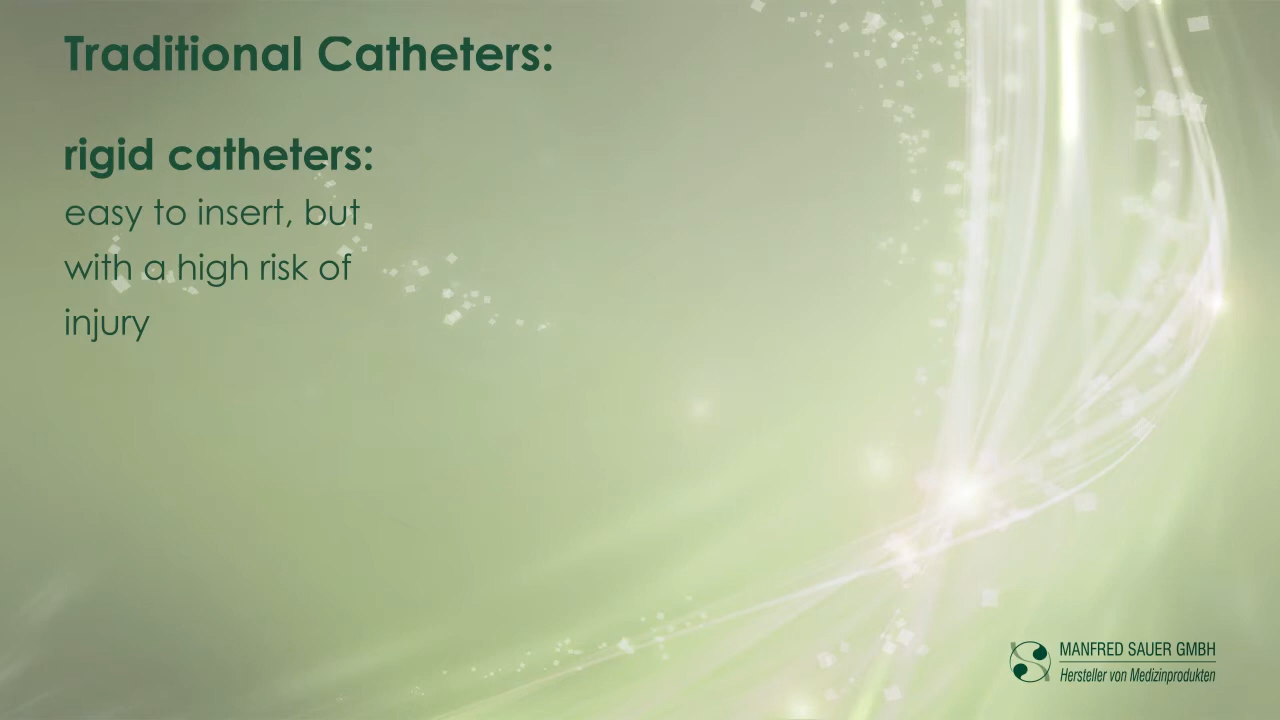 Traditional Catheters:
rigid catheters:
easy to insert, but
with a high risk of
injury
MANFRED SAUER GMBH
Hersteller von Medizinprodukten